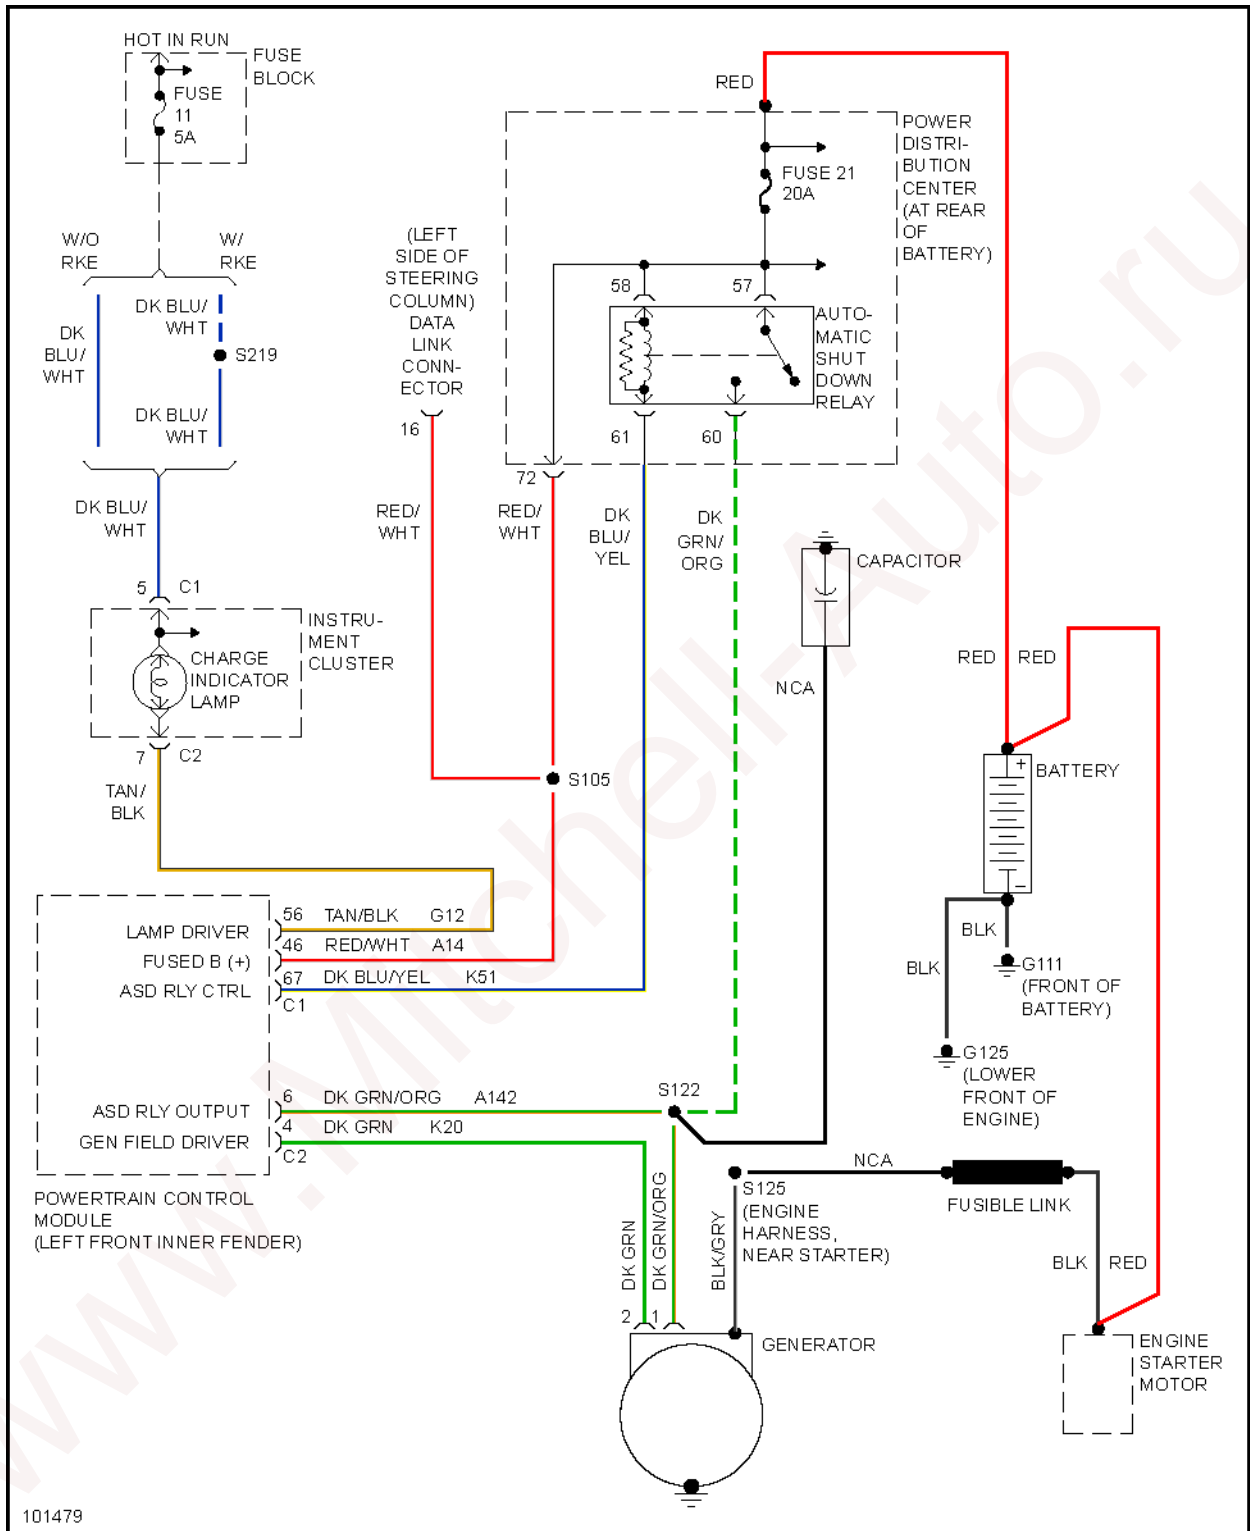 HOT IN RUN
FUSE
BLOCK
FUSE
11
5A
W/O
RKE
W/
RKE
DK
BLU/
WHT
DK BLU/
WHT
S219
DK BLU/
WHT
DK BLU/
WHT
5
C1
INSTRU-
MENT
CLUSTER
CHARGE
INDICATOR
LAMP
7
C2
TAN/
BLK
(LEFT
SIDE OF
STEERING
COLUMN)
DATA
LINK
CONN-
ECTOR
16
RED/
WHT
RED
POWER
DISTRI-
BUTION
CENTER
(AT REAR
OF
BATTERY)
FUSE 21
20A
58
57
AUTO-
MATIC
SHUT
DOWN
RELAY
61
60
72
RED/
WHT
DK
BLU/
YEL
DK
GRN/
ORG
CAPACITOR
NCA
S105
RED
RED
+
BATTERY
-
BLK
BLK
G111
(FRONT OF
BATTERY)
G125
(LOWER
FRONT OF
ENGINE)
LAMP DRIVER
56
TAN/BLK
G12
FUSED B (+)
46
RED/WHT
A14
ASD RLY CTRL
67
DK BLU/YEL
K51
C1
ASD RLY OUTPUT
6
DK GRN/ORG
A142
GEN FIELD DRIVER
4
DK GRN
K20
C2
POWERTRAIN CONTROL
MODULE
(LEFT FRONT INNER FENDER)
S122
DK GRN
DK GRN/ORG
BLK/GRY
S125
(ENGINE
HARNESS,
NEAR STARTER)
NCA
FUSIBLE LINK
BLK
RED
2
1
GENERATOR
ENGINE
STARTER
MOTOR
101479
www.Mitchell-Auto.ru